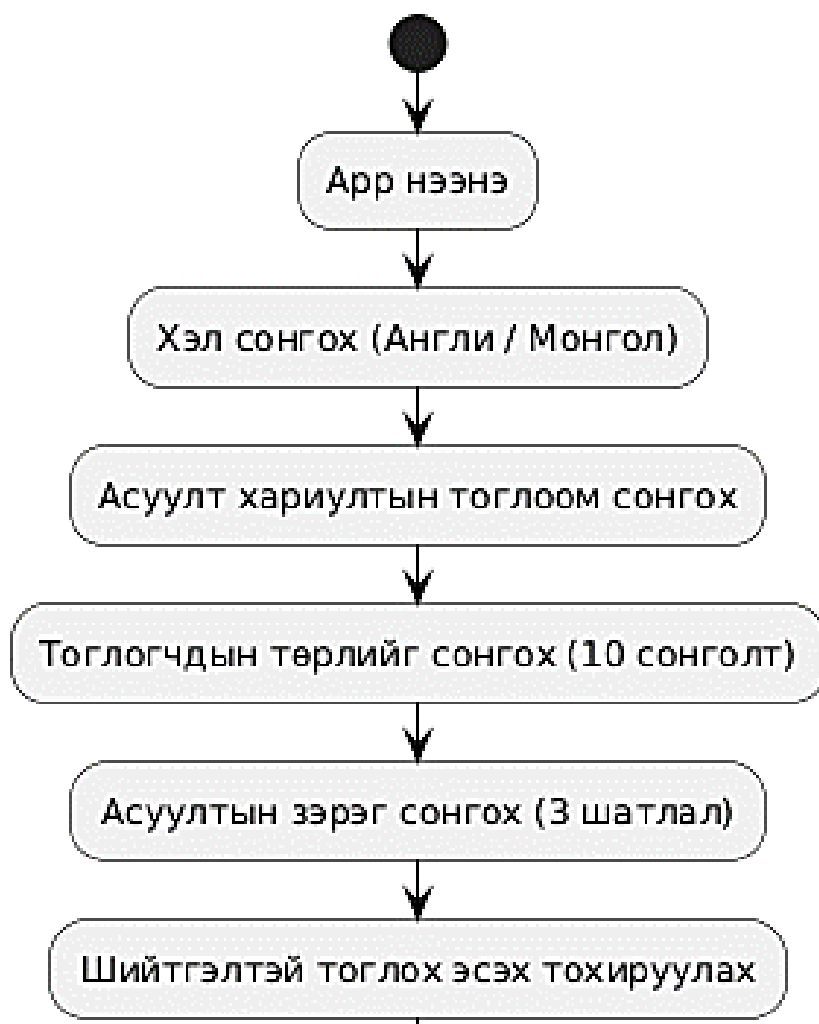 App нээнэ
Хэл сонгох (Англи / Монгол)
Асуулт хариултын тоглоом сонгох
Тоглогчдын төрлийг сонгох (10 сонголт)
Асуултын зэрэг сонгох (3 шатлал)
Шийтгэлтэй тоглох эсэх тохируулах